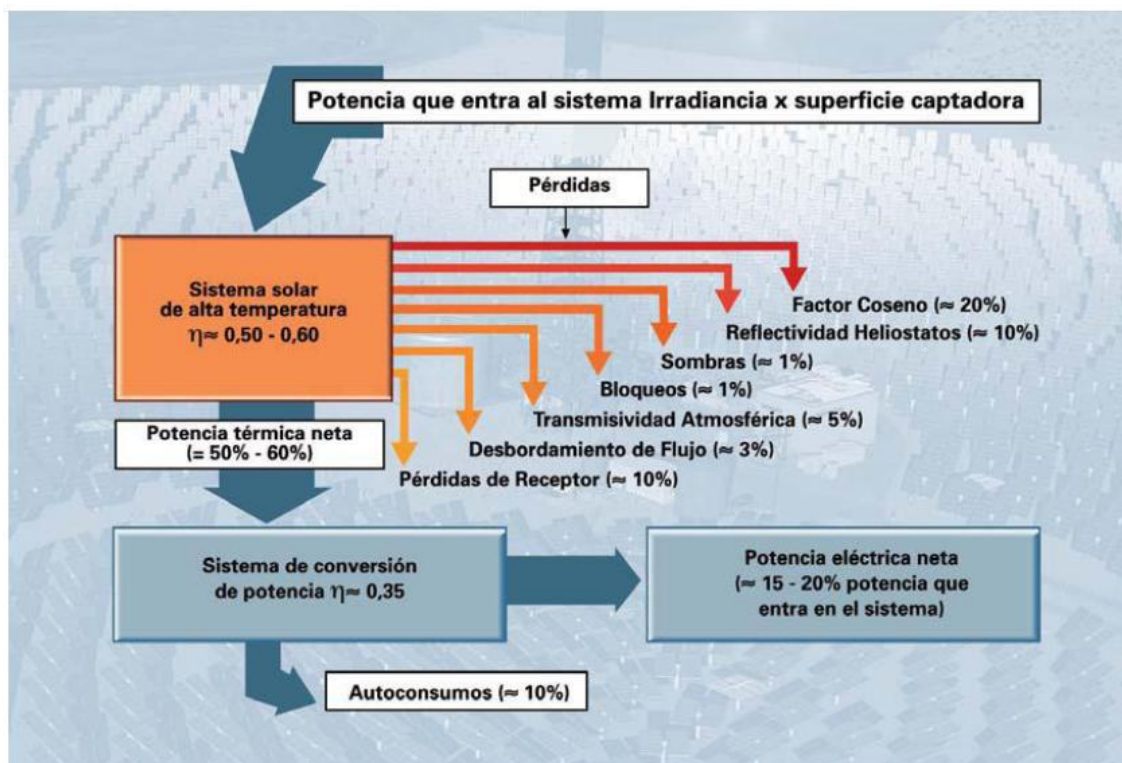 Potencia que entra al sistema Irradiancia x superficie captadora
Pérdidas
Sistema solar
de alta temperatura
η≈ 0,50 - 0,60
Factor Coseno (≈ 20%)
Reflectividad Heliostatos (≈ 10%)
Sombras (≈ 1%)
Bloqueos (≈ 1%)
Transmisividad Atmosférica (≈ 5%)
Desbordamiento de Flujo (≈ 3%)
Pérdidas de Receptor (≈ 10%)
Potencia térmica neta
(= 50% - 60%)
Sistema de conversión
de potencia η≈ 0,35
Potencia eléctrica neta
(≈ 15 - 20% potencia que
entra en el sistema)
Autoconsumos (≈ 10%)